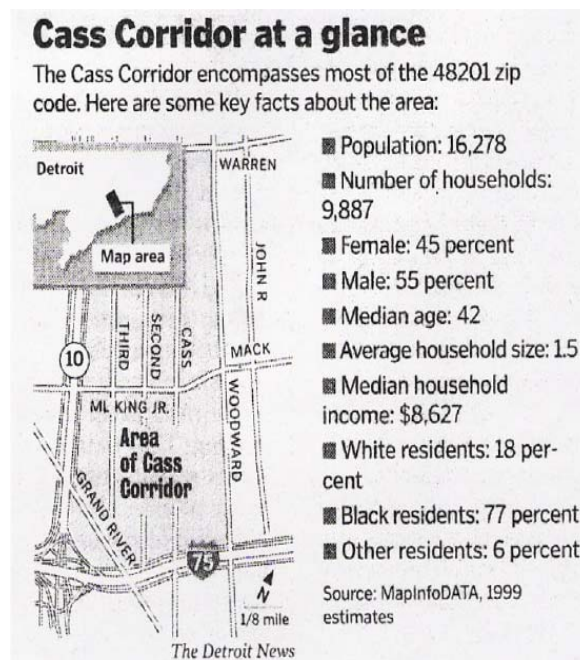 Cass Corridor at a glance
The Cass Corridor encompasses most of the 48201 zip
code. Here are some key facts about the area:
Detroit
Map area
WARREN
JOHN R
10
THIRD
SECOND
CASS
MACK
ML KING JR.
WOODWARD
Area
of Cass
Corridor
GRAND RIVER
75
N
1/8 mile
The Detroit News
■ Population: 16,278
■ Number of households:
9,887
■ Female: 45 percent
■ Male: 55 percent
■ Median age: 42
■ Average household size: 1.5
■ Median household
income: $8,627
■ White residents: 18 per-
cent
■ Black residents: 77 percent
■ Other residents: 6 percent
Source: MapInfoDATA, 1999
estimates